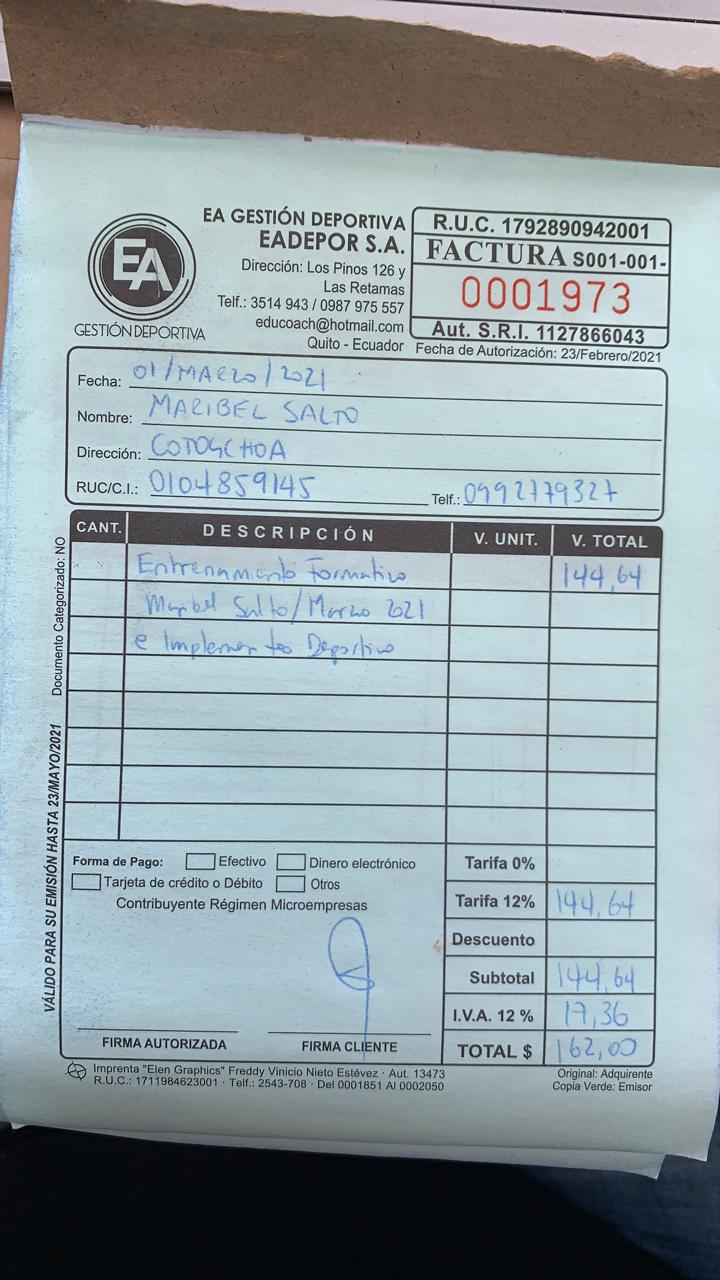 EA
GESTIÓN DEPORTIVA
EA GESTIÓN DEPORTIVA
EADEPOR S.A.
Dirección: Los Pinos 126 y
Las Retamas
Telf.: 3514 943 / 0987 975 557
educoach@hotmail.com
Quito - Ecuador
R.U.C. 1792890942001
FACTURA S001-001-
0001973
Aut. S.R.I. 1127866043
Fecha de Autorización: 23/Febrero/2021
Fecha: 01/MARZO/2021
Nombre: MARIBEL SALTO
Dirección: COTOGCHOA
RUC/C.I.: 0104859145 Telf.: 0992779327
CANT. DESCRIPCIÓN V. UNIT. V. TOTAL
Entrenamiento Formativo 144,64
Maribel Salto/Marzo 2021
e Implementos Deportivo
Documento Categorizado: NO
VÁLIDO PARA SU EMISIÓN HASTA 23/MAYO/2021
Forma de Pago: Efectivo Dinero electrónico
Tarjeta de crédito o Débito Otros
Contribuyente Régimen Microempresas
Tarifa 0%
Tarifa 12% 144,64
Descuento
Subtotal 144,64
I.V.A. 12 % 17,36
TOTAL $ 162,00
FIRMA AUTORIZADA FIRMA CLIENTE
Imprenta "Elen Graphics" Freddy Vinicio Nieto Estévez · Aut. 13473
R.U.C.: 1711984623001 · Telf.: 2543-708 · Del 0001851 Al 0002050
Original: Adquirente
Copia Verde: Emisor